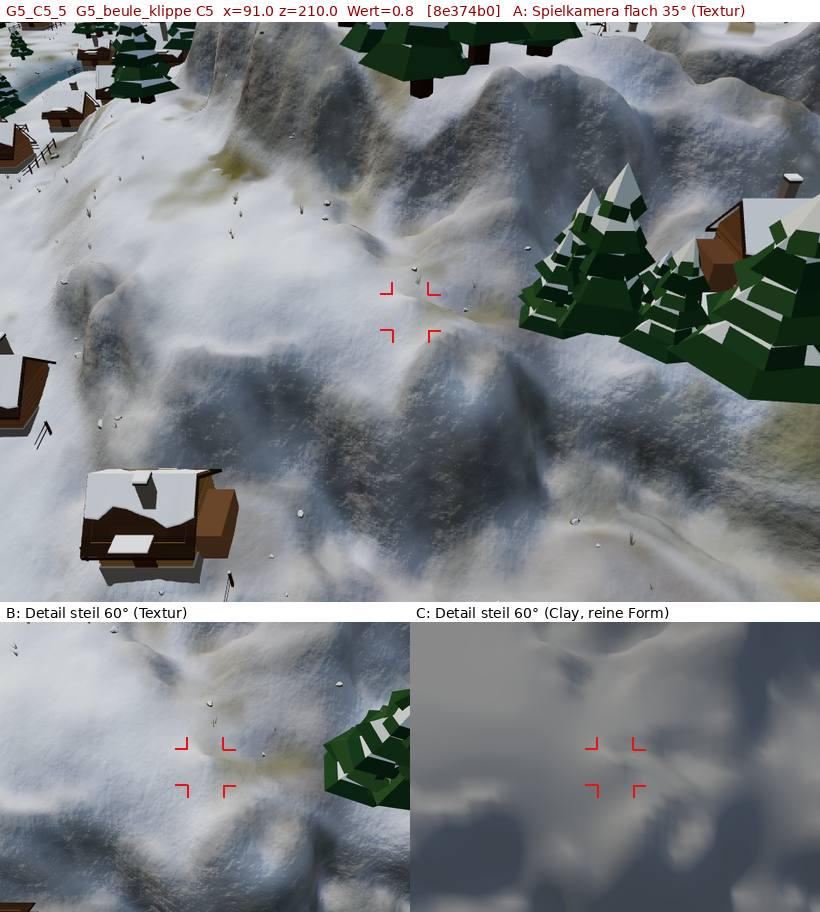 G5_C5_5 G5_beule_klippe C5 x=91.0 z=210.0 Wert=0.8 [8e374b0] A: Spielkamera flach 35° (Textur)
B: Detail steil 60° (Textur)
C: Detail steil 60° (Clay, reine Form)